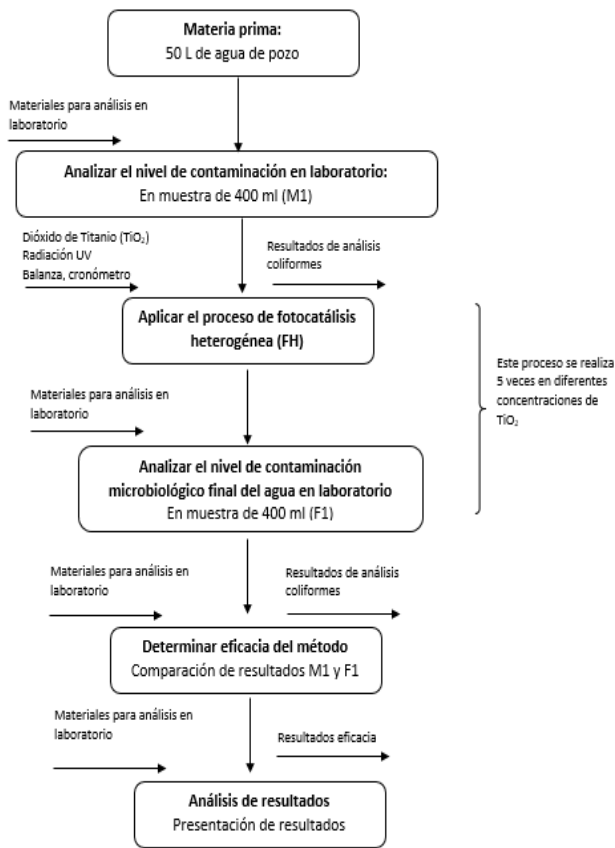 Materia prima:
50 L de agua de pozo
Materiales para análisis en
laboratorio
Analizar el nivel de contaminación en laboratorio:
En muestra de 400 ml (M1)
Dióxido de Titanio (TiO₂)
Radiación UV
Balanza, cronómetro
Resultados de análisis
coliformes
Aplicar el proceso de fotocatálisis
heterogénea (FH)
Este proceso se realiza
5 veces en diferentes
concentraciones de
TiO₂
Materiales para análisis en
laboratorio
Analizar el nivel de contaminación
microbiológico final del agua en laboratorio
En muestra de 400 ml (F1)
Materiales para análisis en
laboratorio
Resultados de análisis
coliformes
Determinar eficacia del método
Comparación de resultados M1 y F1
Materiales para análisis en
laboratorio
Resultados eficacia
Análisis de resultados
Presentación de resultados